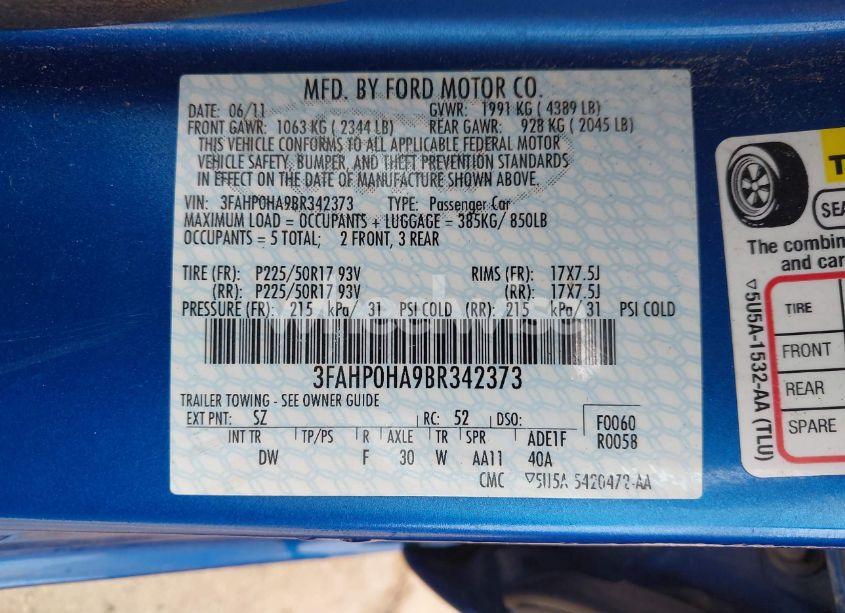 MFD. BY FORD MOTOR CO.
DATE: 06/11 GVWR: 1991 KG ( 4389 LB)
FRONT GAWR: 1063 KG ( 2344 LB) REAR GAWR: 928 KG ( 2045 LB)
THIS VEHICLE CONFORMS TO ALL APPLICABLE FEDERAL MOTOR
VEHICLE SAFETY, BUMPER, AND THEFT PREVENTION STANDARDS
IN EFFECT ON THE DATE OF MANUFACTURE SHOWN ABOVE.
VIN: 3FAHP0HA9BR342373 TYPE: Passenger Car
MAXIMUM LOAD = OCCUPANTS + LUGGAGE = 385KG/ 850LB
OCCUPANTS = 5 TOTAL; 2 FRONT, 3 REAR
TIRE (FR): P225/50R17 93V RIMS (FR): 17X7.5J
(RR): P225/50R17 93V (RR): 17X7.5J
PRESSURE (FR): 215 kPa/ 31 PSI COLD (RR): 215 kPa/ 31 PSI COLD
3FAHP0HA9BR342373
TRAILER TOWING - SEE OWNER GUIDE
EXT PNT: SZ RC: 52 DSO: F0060
R0058
INT TR TP/PS R AXLE TR SPR ADE1F
DW F 30 W AA11 40A
CMC ▽5U5A 5420472-AA
SEA
The combin
and car
TIRE
FRONT
REAR
SPARE
▽5U5A-1532-AA (TLU)